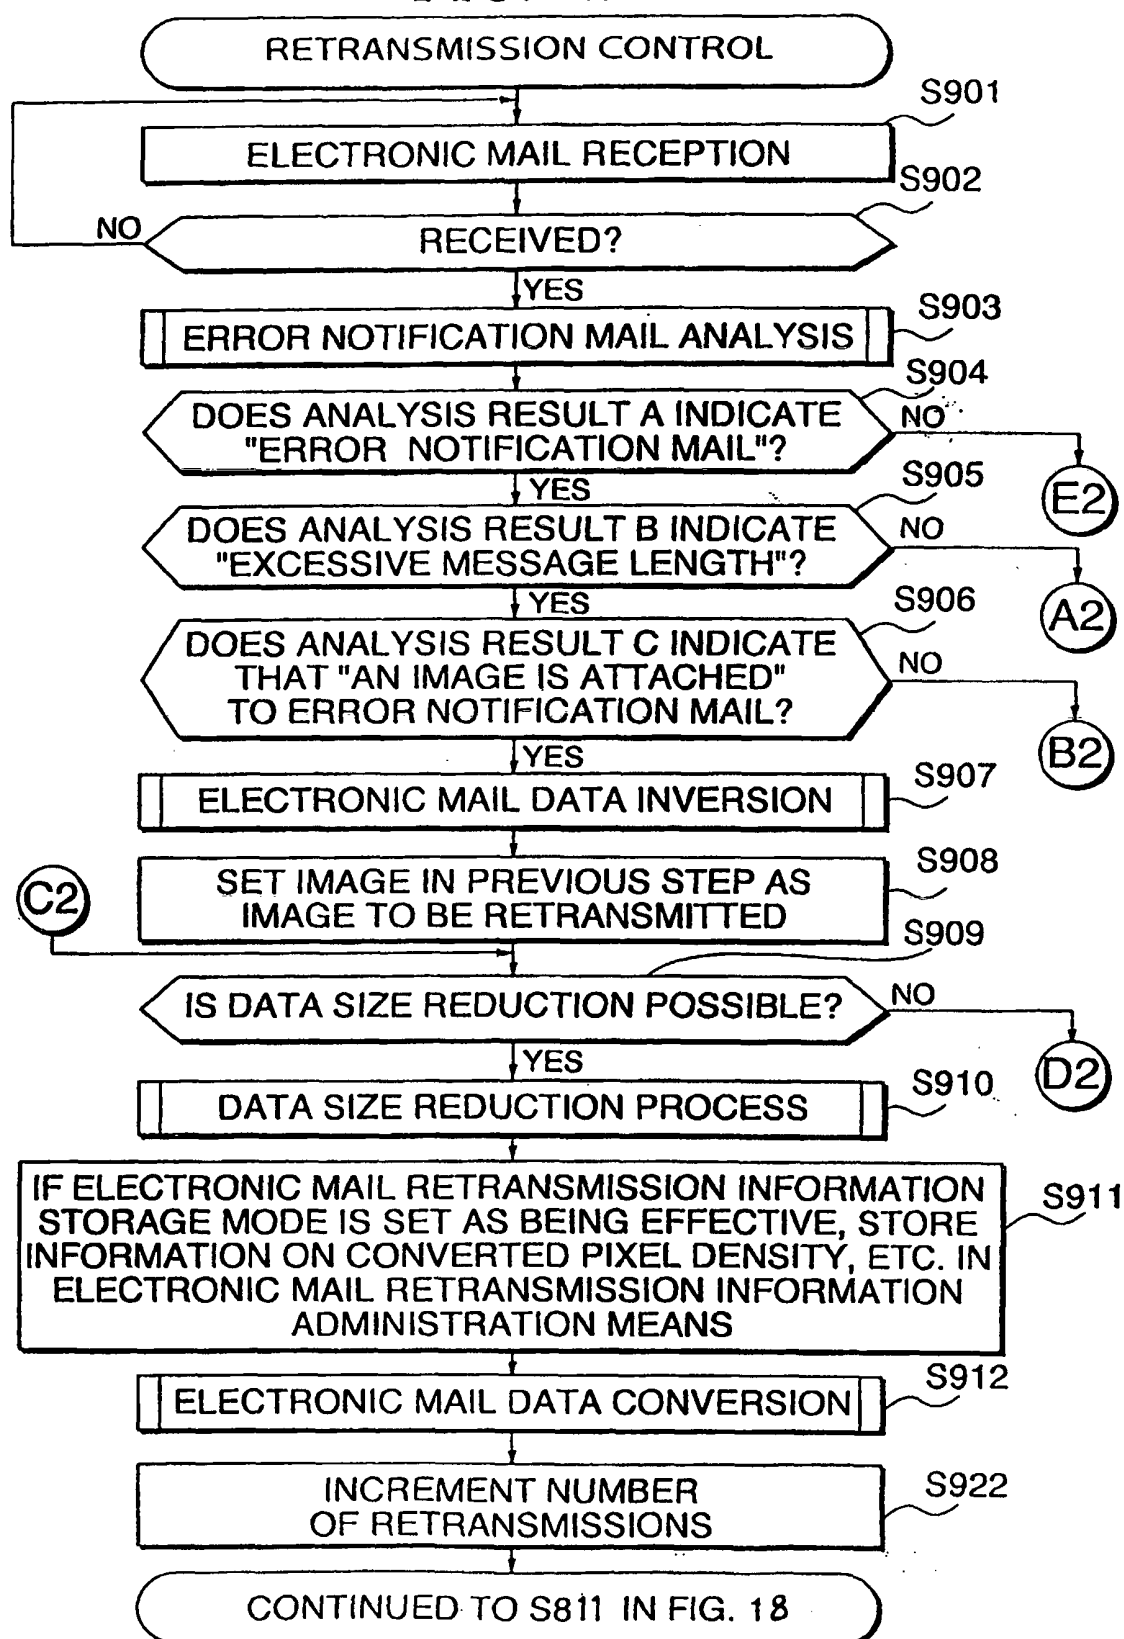 RETRANSMISSION CONTROL
S901
ELECTRONIC MAIL RECEPTION
S902
NO
RECEIVED?
YES
S903
ERROR NOTIFICATION MAIL ANALYSIS
S904
DOES ANALYSIS RESULT A INDICATE
"ERROR NOTIFICATION MAIL"?
NO
E2
YES
S905
DOES ANALYSIS RESULT B INDICATE
"EXCESSIVE MESSAGE LENGTH"?
NO
A2
YES
S906
DOES ANALYSIS RESULT C INDICATE
THAT "AN IMAGE IS ATTACHED"
TO ERROR NOTIFICATION MAIL?
NO
B2
YES
S907
ELECTRONIC MAIL DATA INVERSION
S908
SET IMAGE IN PREVIOUS STEP AS
IMAGE TO BE RETRANSMITTED
C2
S909
IS DATA SIZE REDUCTION POSSIBLE?
NO
D2
YES
S910
DATA SIZE REDUCTION PROCESS
S911
IF ELECTRONIC MAIL RETRANSMISSION INFORMATION
STORAGE MODE IS SET AS BEING EFFECTIVE, STORE
INFORMATION ON CONVERTED PIXEL DENSITY, ETC. IN
ELECTRONIC MAIL RETRANSMISSION INFORMATION
ADMINISTRATION MEANS
S912
ELECTRONIC MAIL DATA CONVERSION
S922
INCREMENT NUMBER
OF RETRANSMISSIONS
CONTINUED TO S811 IN FIG. 18